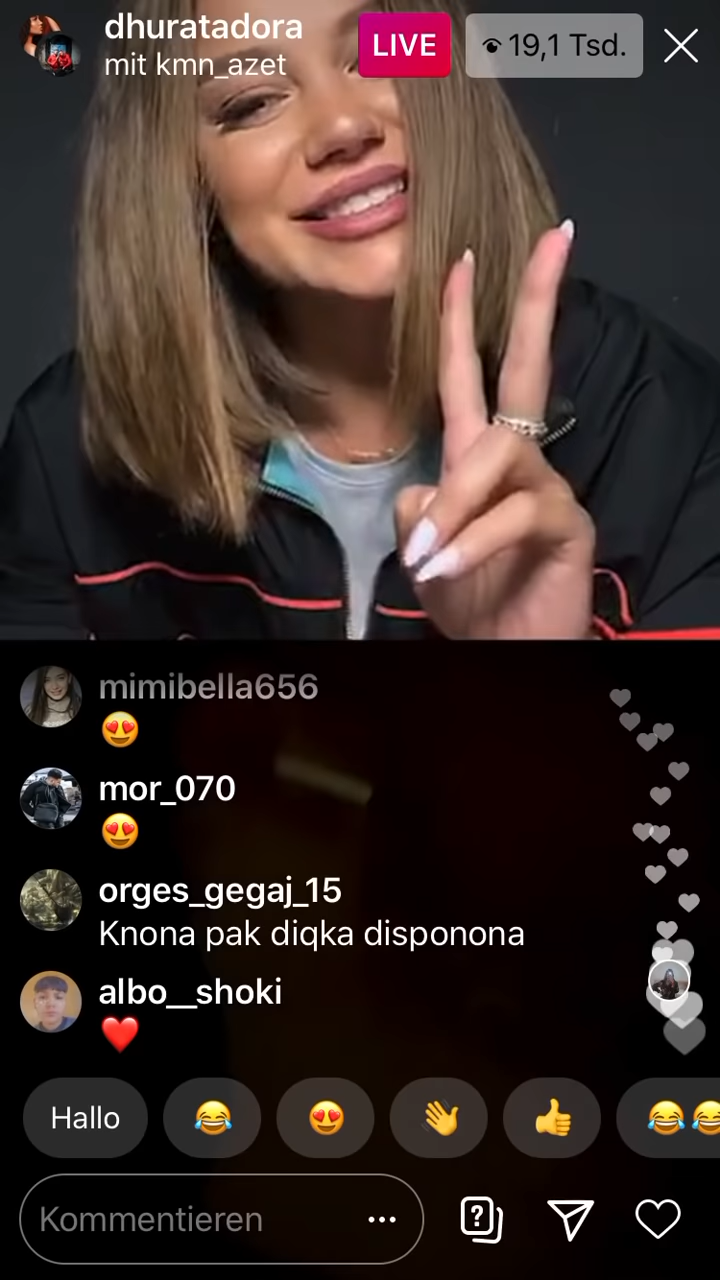 dhuratadora
mit kmn_azet
LIVE
19,1 Tsd.
mimibella656
😍
mor_070
😍
orges_gegaj_15
Knona pak diqka disponona
albo__shoki
❤️
Hallo 😂 😍 👋 👍 😂😂
Kommentieren